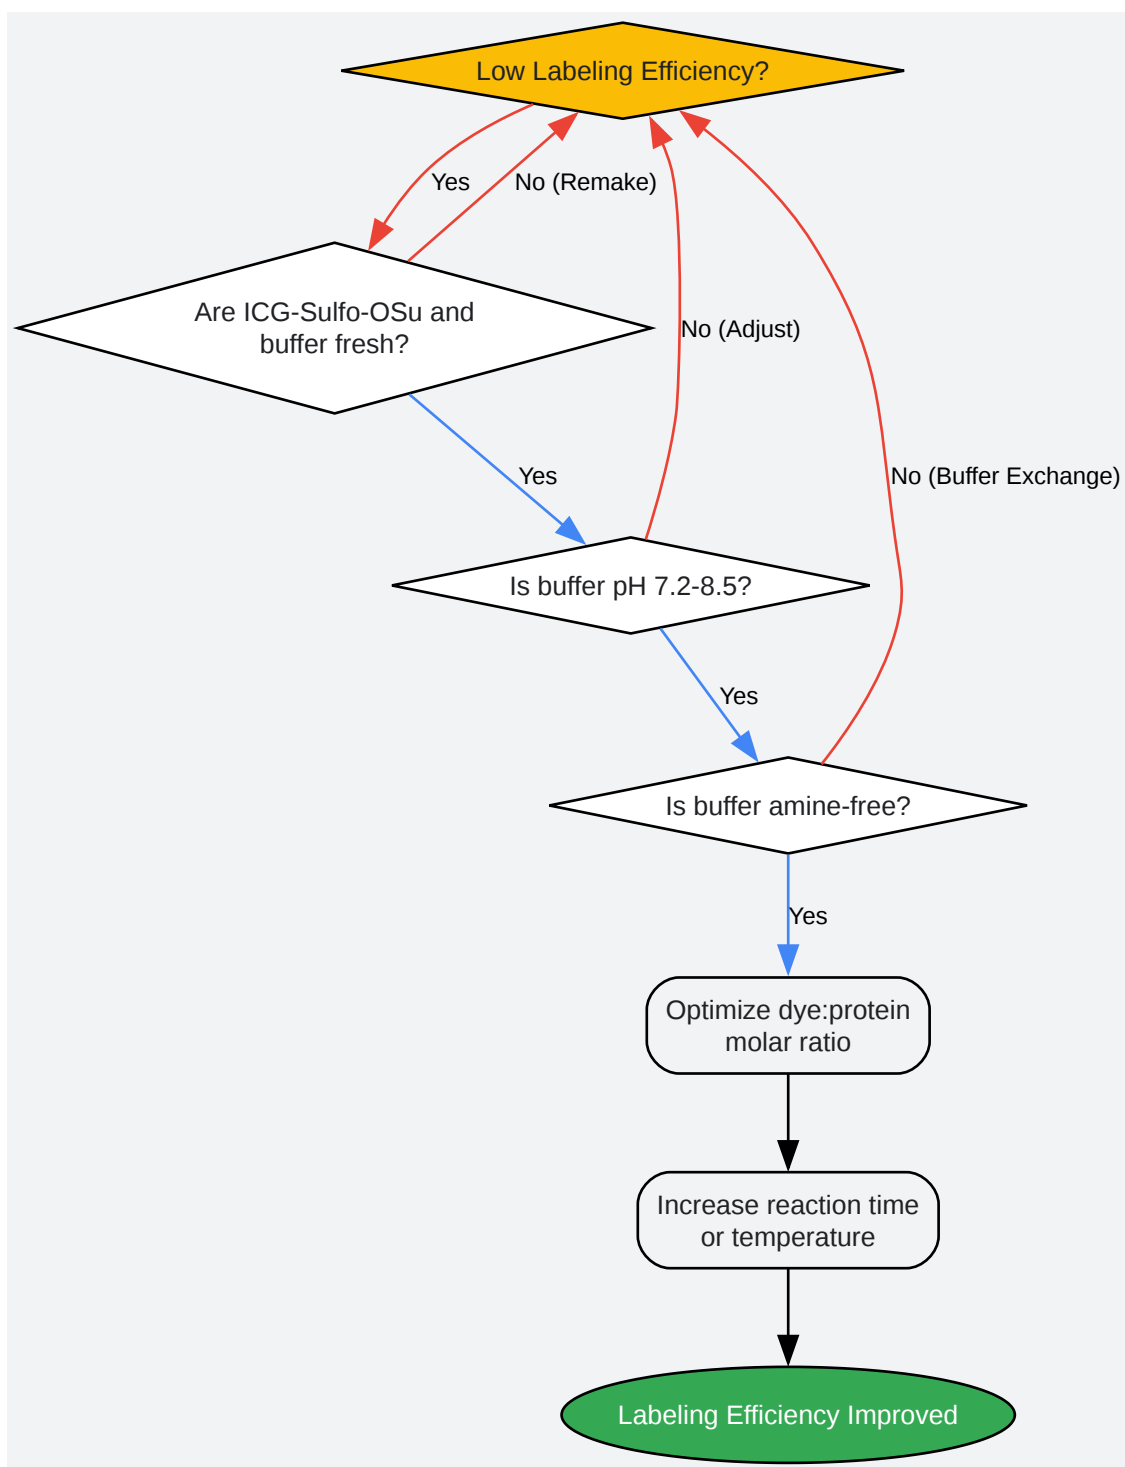 Low Labeling Efficiency?
Yes
No (Remake)
Are ICG-Sulfo-OSu and
buffer fresh?
No (Adjust)
Yes
No (Buffer Exchange)
Is buffer pH 7.2-8.5?
Yes
Is buffer amine-free?
Yes
Optimize dye:protein
molar ratio
Increase reaction time
or temperature
Labeling Efficiency Improved